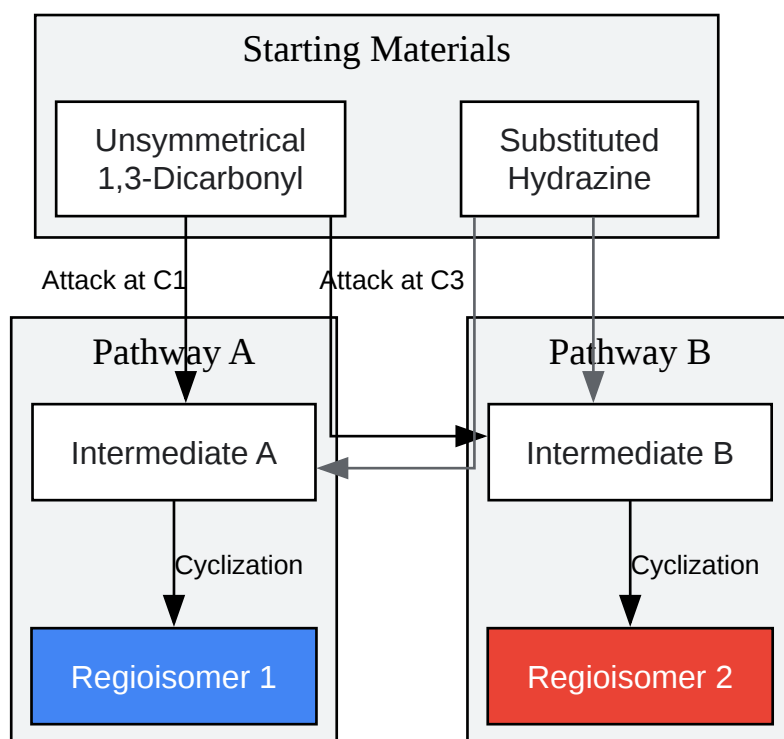 Starting Materials
Unsymmetrical
1,3-Dicarbonyl
Substituted
Hydrazine
Attack at C1
Attack at C3
Pathway A
Pathway B
Intermediate A
Intermediate B
Cyclization
Cyclization
Regioisomer 1
Regioisomer 2